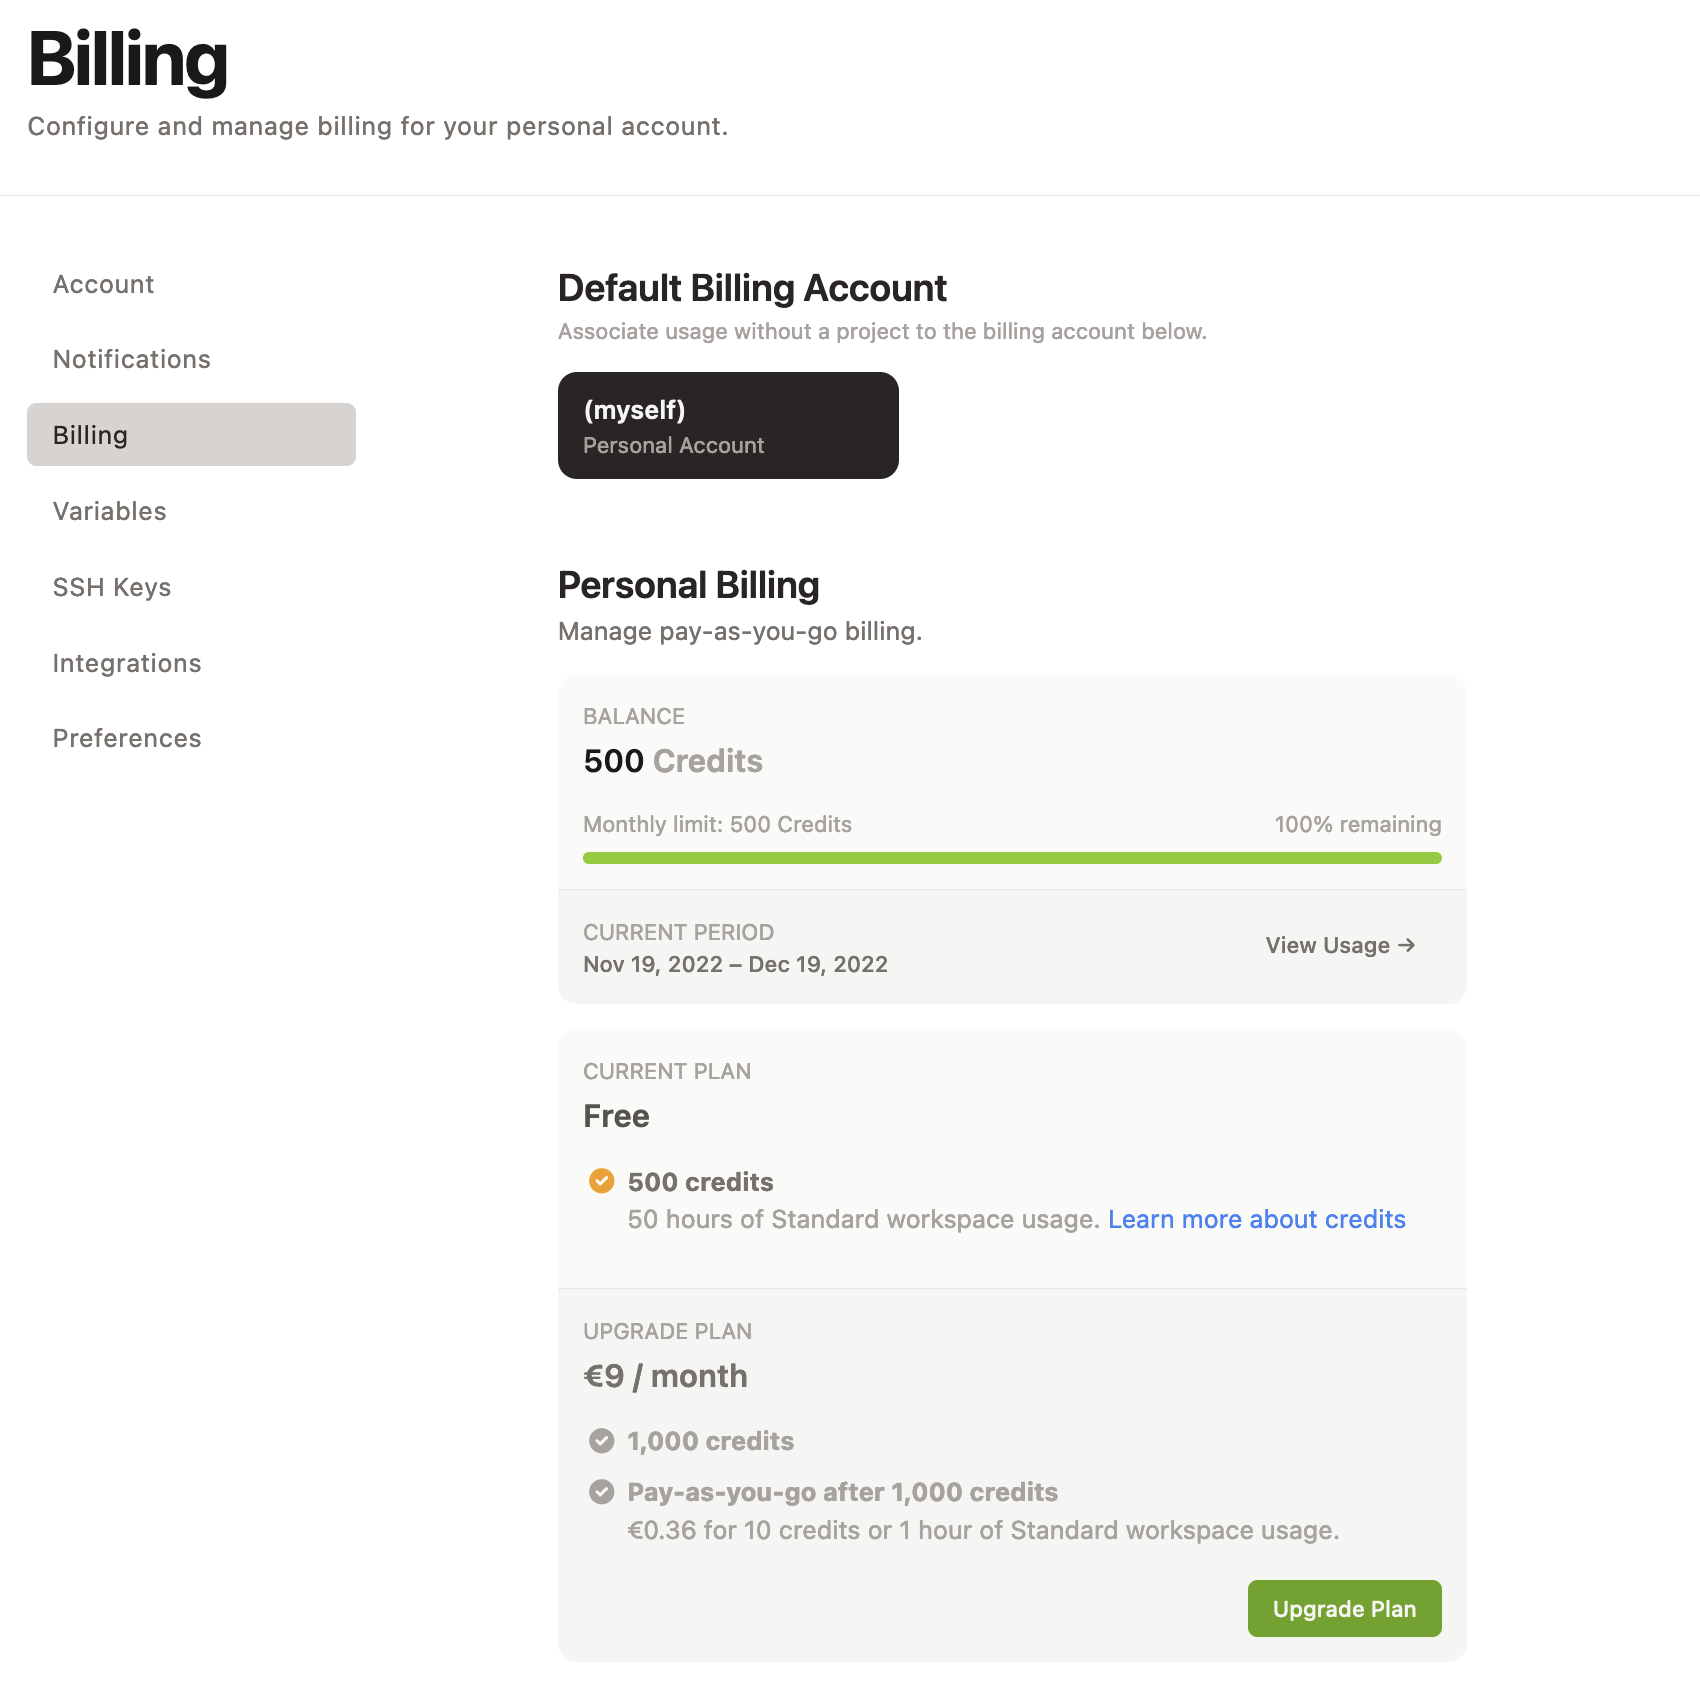 Billing
Configure and manage billing for your personal account.
Account
Notifications
Billing
Variables
SSH Keys
Integrations
Preferences
Default Billing Account
Associate usage without a project to the billing account below.
(myself)
Personal Account
Personal Billing
Manage pay-as-you-go billing.
BALANCE
500 Credits
Monthly limit: 500 Credits 100% remaining
CURRENT PERIOD
Nov 19, 2022 – Dec 19, 2022
View Usage →
CURRENT PLAN
Free
500 credits
50 hours of Standard workspace usage. Learn more about credits
UPGRADE PLAN
€9 / month
1,000 credits
Pay-as-you-go after 1,000 credits
€0.36 for 10 credits or 1 hour of Standard workspace usage.
Upgrade Plan